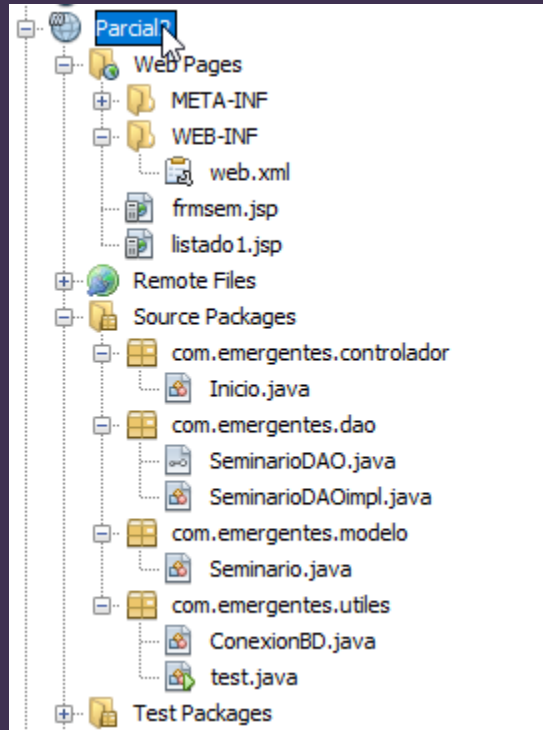 Parcial2
Web Pages
META-INF
WEB-INF
web.xml
frmsem.jsp
listado1.jsp
Remote Files
Source Packages
com.emergentes.controlador
Inicio.java
com.emergentes.dao
SeminarioDAO.java
SeminarioDAOimpl.java
com.emergentes.modelo
Seminario.java
com.emergentes.utiles
ConexionBD.java
test.java
Test Packages